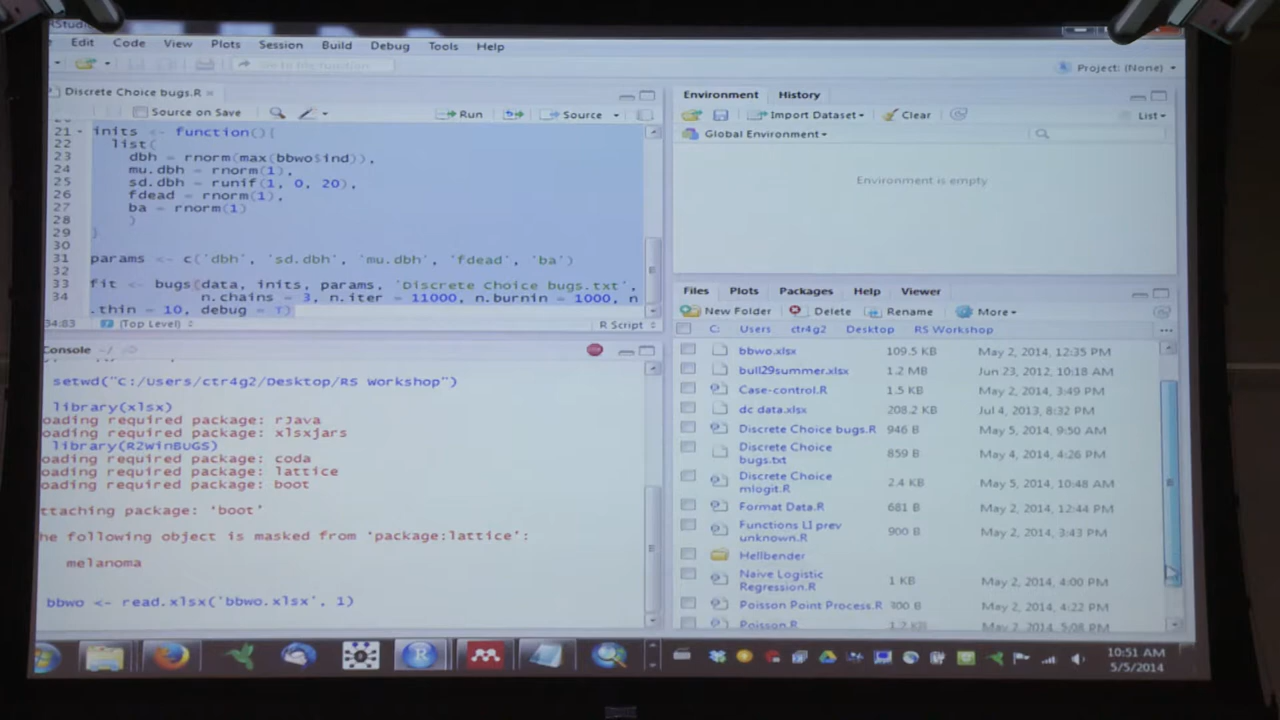 RStud
Edit Code View Plots Session Build Debug Tools Help
Go to file/function
Project: (None)
Discrete Choice bugs.R
Source on Save
Run
Source
21 inits <- function(){
22 list(
23 dbh = rnorm(max(bbwo$ind)),
24 mu.dbh = rnorm(1),
25 sd.dbh = runif(1, 0, 20),
26 fdead = rnorm(1),
27 ba = rnorm(1)
28 )
29 }
30
31 params <- c('dbh', 'sd.dbh', 'mu.dbh', 'fdead', 'ba')
32
33 fit <- bugs(data, inits, params, 'Discrete Choice bugs.txt',
34 n.chains = 3, n.iter = 11000, n.burnin = 1000, n
.thin = 10, debug = T)
34:83 (Top Level) R Script
Console ~/
setwd("C:/Users/ctr4g2/Desktop/RS Workshop")
library(xlsx)
oading required package: rJava
oading required package: xlsxjars
library(R2WinBUGS)
oading required package: coda
oading required package: lattice
oading required package: boot
ttaching package: 'boot'
he following object is masked from 'package:lattice':
melanoma
bbwo <- read.xlsx('bbwo.xlsx', 1)
Environment History
Import Dataset Clear List
Global Environment
Environment is empty
Files Plots Packages Help Viewer
New Folder Delete Rename More
C: Users ctr4g2 Desktop RS Workshop ...
bbwo.xlsx 109.5 KB May 2, 2014, 12:35 PM
bull29summer.xlsx 1.2 MB Jun 23, 2012, 10:18 AM
Case-control.R 1.5 KB May 2, 2014, 3:49 PM
dc data.xlsx 208.2 KB Jul 4, 2013, 8:32 PM
Discrete Choice bugs.R 946 B May 5, 2014, 9:50 AM
Discrete Choice
bugs.txt 859 B May 4, 2014, 4:26 PM
Discrete Choice
mlogit.R 2.4 KB May 5, 2014, 10:48 AM
Format Data.R 681 B May 2, 2014, 12:44 PM
Functions LI prev
unknown.R 900 B May 2, 2014, 3:43 PM
Hellbender
Naive Logistic
Regression.R 1 KB May 2, 2014, 4:00 PM
Poisson Point Process.R 300 B May 2, 2014, 4:22 PM
Poisson.R 1.2 KB May 2, 2014, 5:08 PM
10:51 AM
5/5/2014